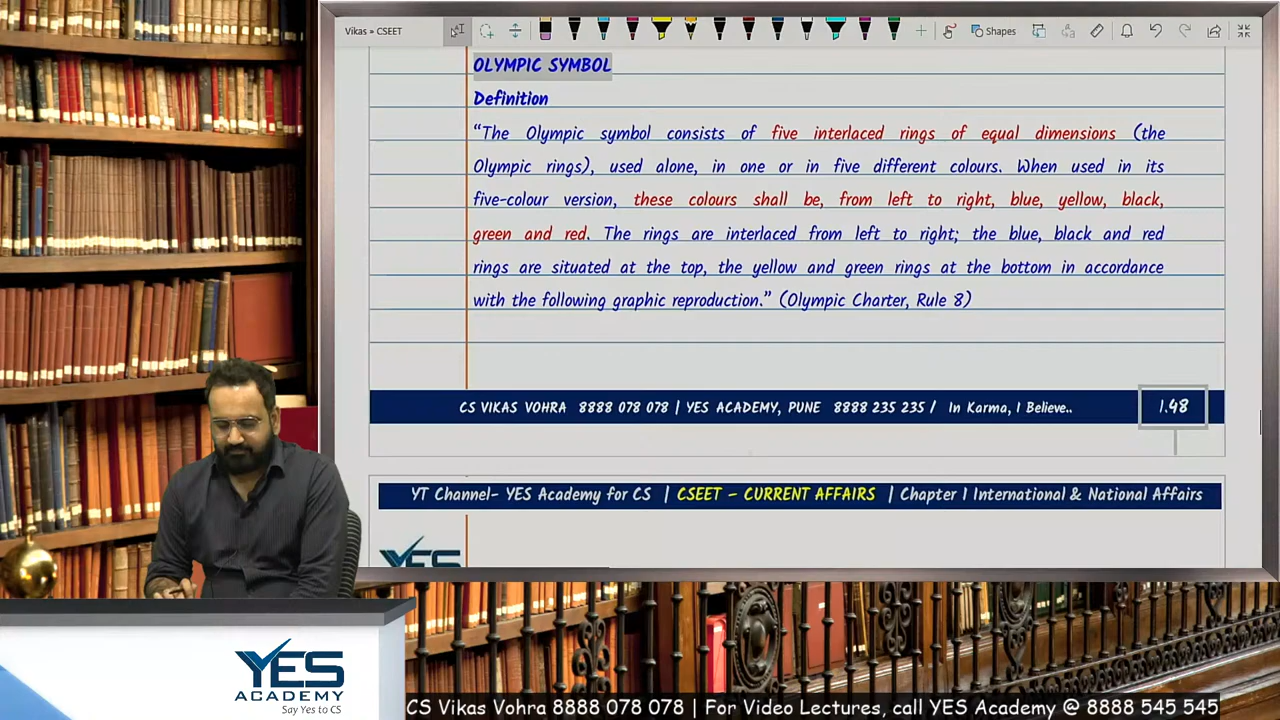 Vikas » CSEET
Shapes
OLYMPIC SYMBOL
Definition
“The Olympic symbol consists of five interlaced rings of equal dimensions (the
Olympic rings), used alone, in one or in five different colours. When used in its
five-colour version, these colours shall be, from left to right, blue, yellow, black,
green and red. The rings are interlaced from left to right; the blue, black and red
rings are situated at the top, the yellow and green rings at the bottom in accordance
with the following graphic reproduction.” (Olympic Charter, Rule 8)
CS VIKAS VOHRA 8888 078 078 | YES ACADEMY, PUNE 8888 235 235 / In Karma, I Believe..
1.48
YT Channel- YES Academy for CS | CSEET – CURRENT AFFAIRS | Chapter 1 International & National Affairs
YES
YES
ACADEMY
Say Yes to CS
CS Vikas Vohra 8888 078 078 | For Video Lectures, call YES Academy @ 8888 545 545